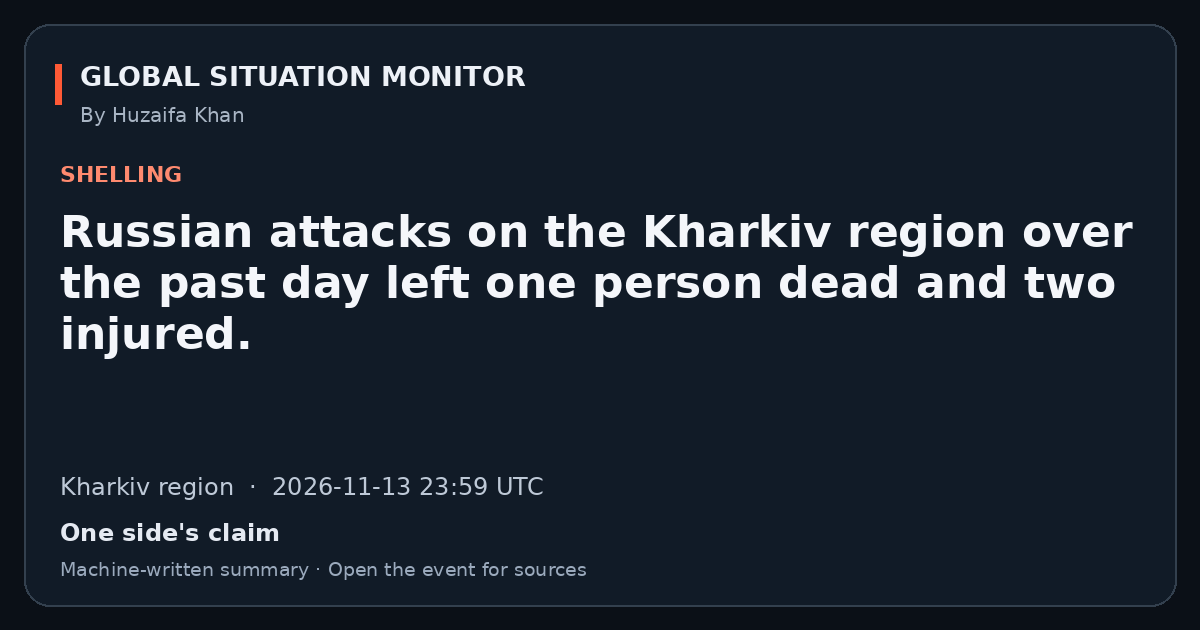 GLOBAL SITUATION MONITOR
By Huzaifa Khan
SHELLING
Russian attacks on the Kharkiv region over
the past day left one person dead and two
injured.
Kharkiv region · 2026-11-13 23:59 UTC
One side's claim
Machine-written summary · Open the event for sources